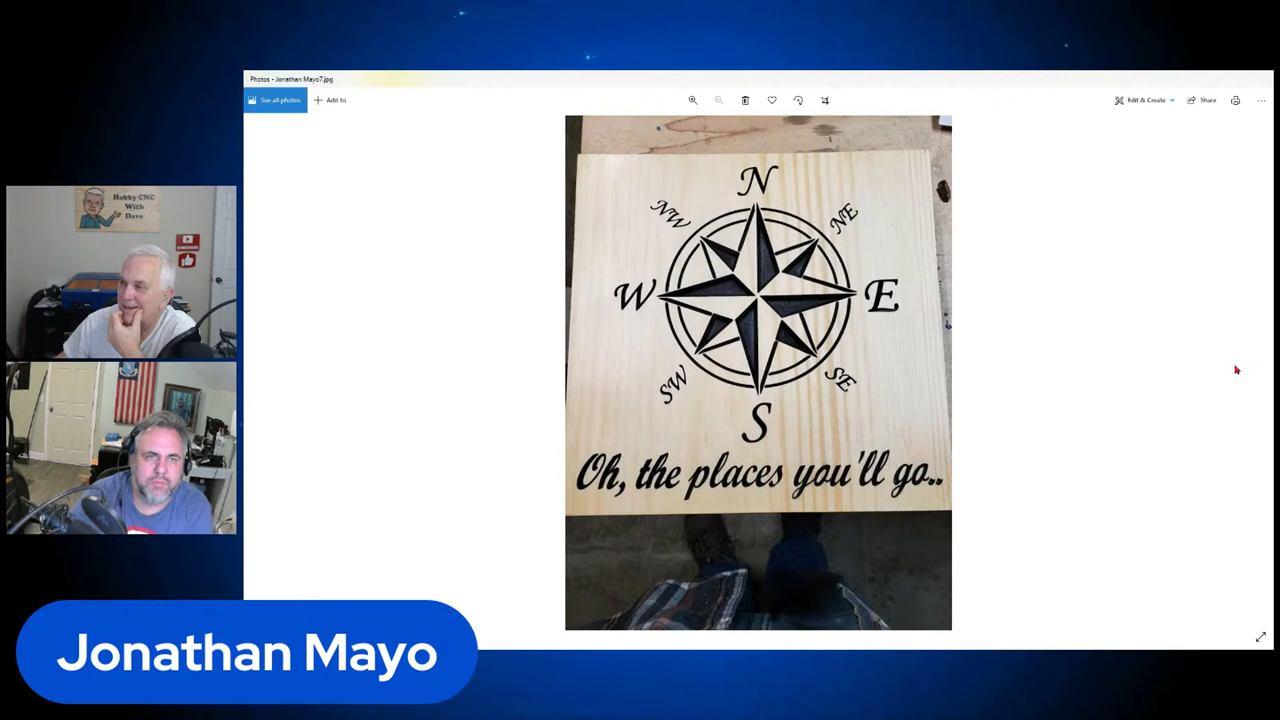 Photos - Jonathan Mayo7.jpg
See all photos
Add to
Edit & Create
Share
Hobby CNC
With
Dave
N
NW
NE
W
E
SW
SE
S
Oh, the places you'll go..
Jonathan Mayo